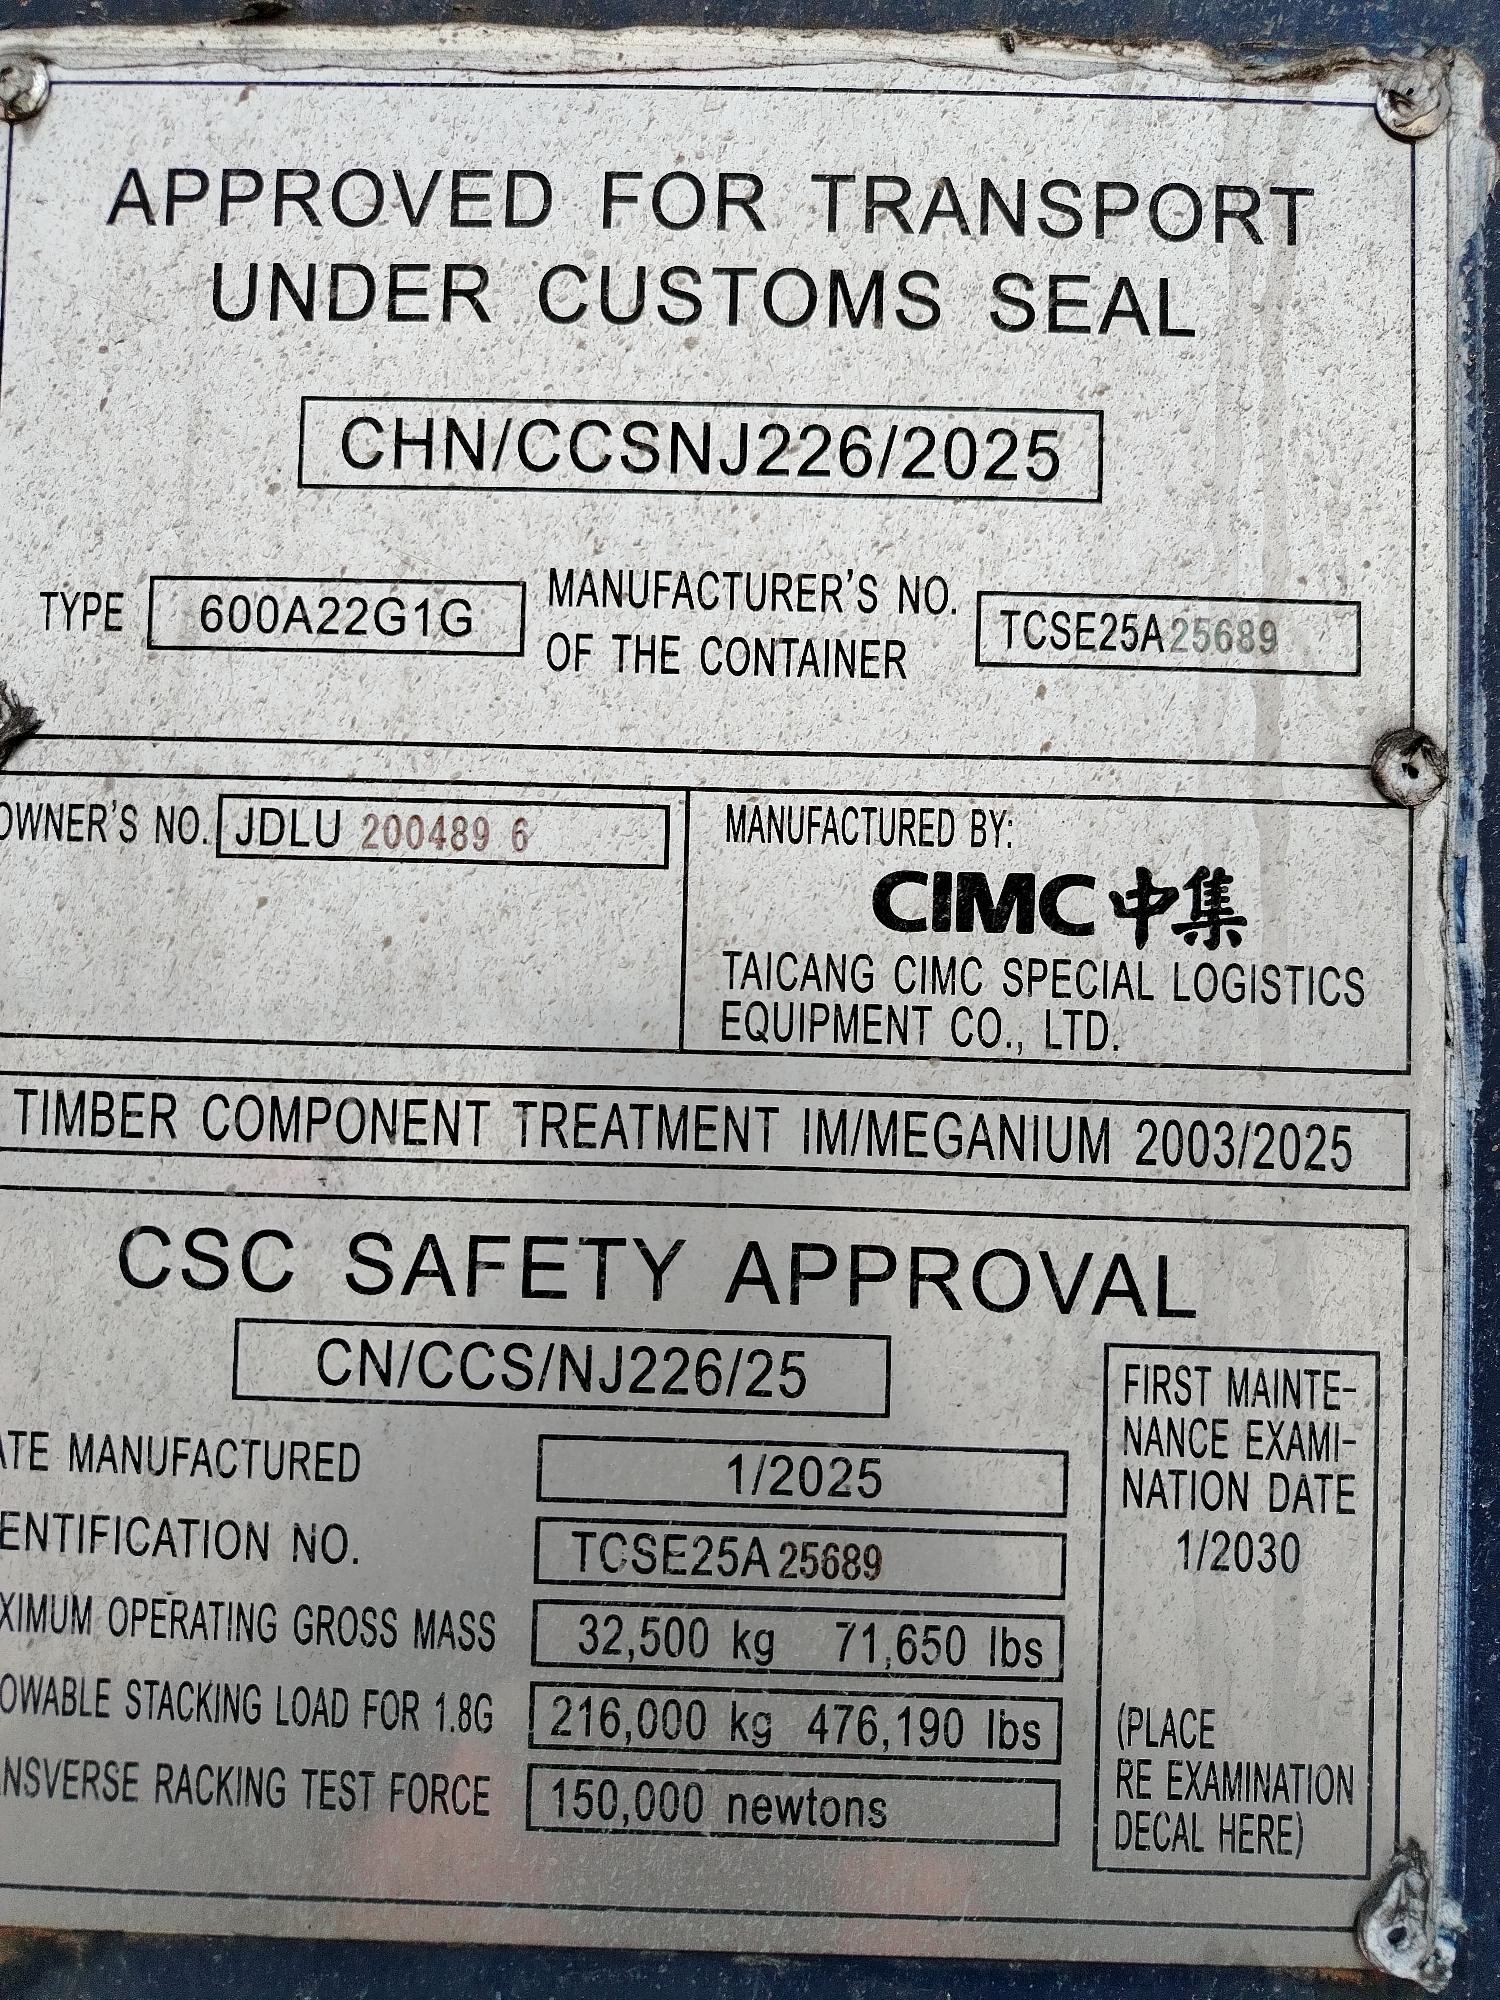 APPROVED FOR TRANSPORT
UNDER CUSTOMS SEAL
CHN/CCSNJ226/2025
TYPE 600A22G1G MANUFACTURER'S NO.
OF THE CONTAINER TCSE25A25689
OWNER'S NO. JDLU 200489 6
MANUFACTURED BY:
CIMC中集
TAICANG CIMC SPECIAL LOGISTICS
EQUIPMENT CO., LTD.
TIMBER COMPONENT TREATMENT IM/MEGANIUM 2003/2025
CSC SAFETY APPROVAL
CN/CCS/NJ226/25
ATE MANUFACTURED 1/2025
ENTIFICATION NO. TCSE25A25689
XIMUM OPERATING GROSS MASS 32,500 kg 71,650 lbs
OWABLE STACKING LOAD FOR 1.8G 216,000 kg 476,190 lbs
NSVERSE RACKING TEST FORCE 150,000 newtons
FIRST MAINTE-
NANCE EXAMI-
NATION DATE
1/2030
(PLACE
RE EXAMINATION
DECAL HERE)